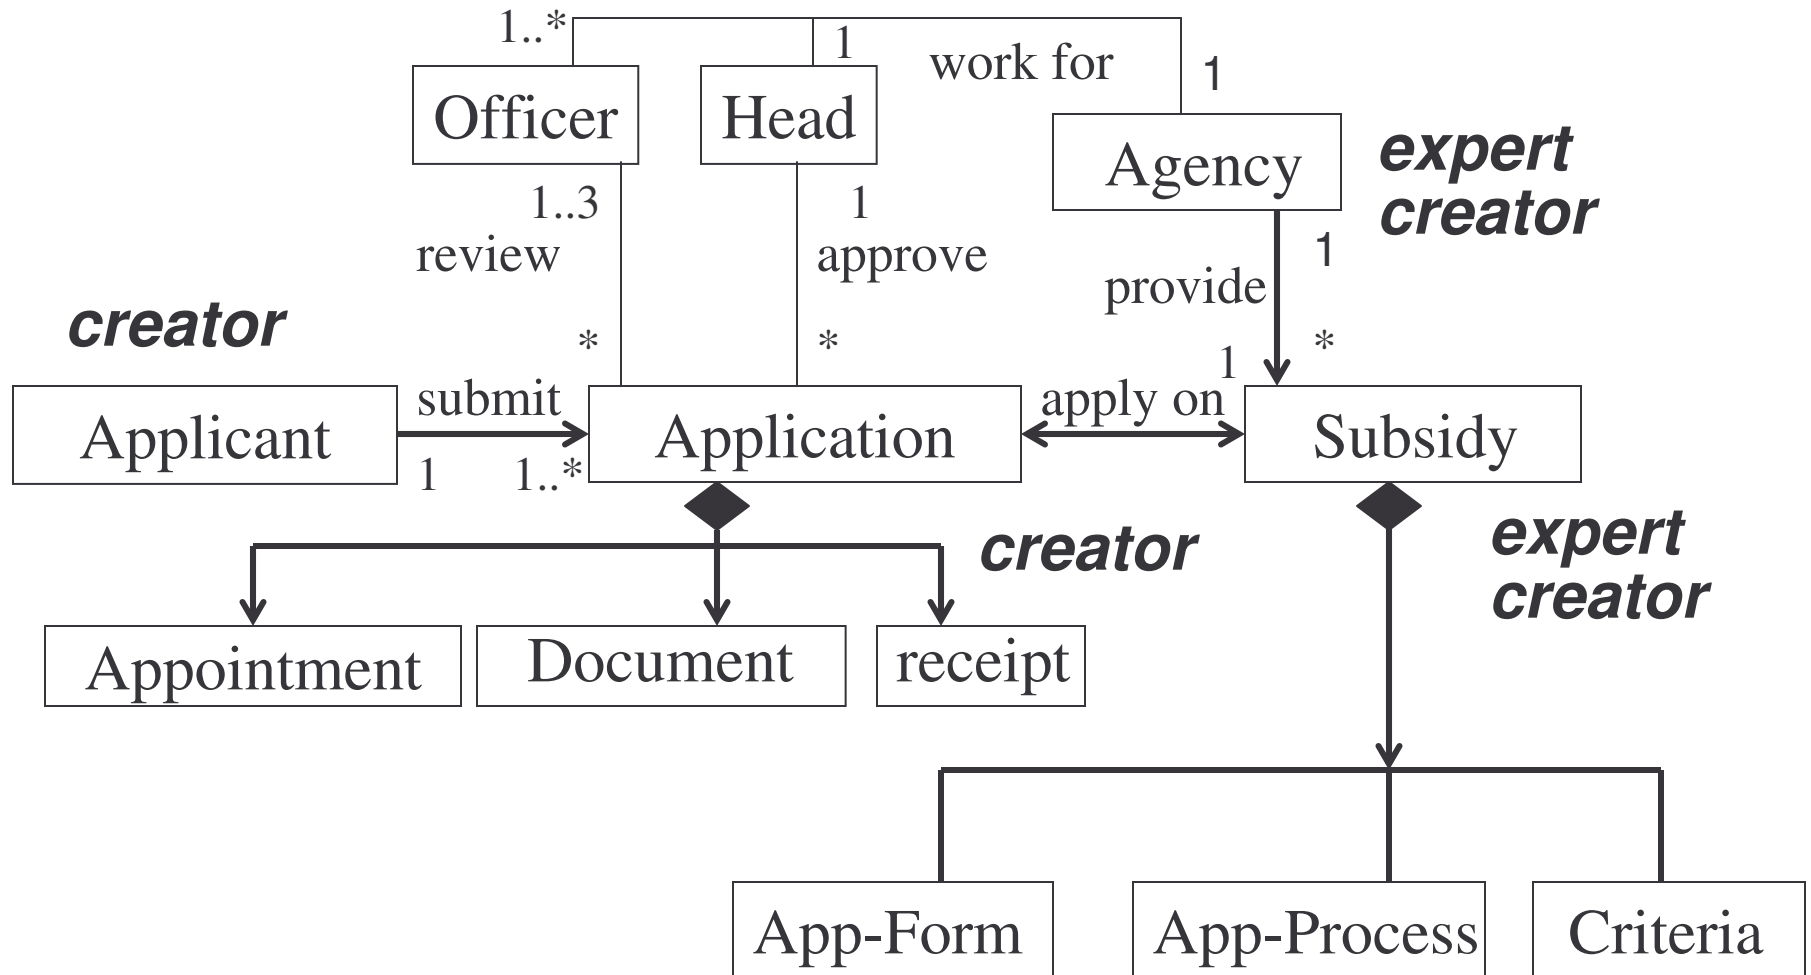 1..*
1
work for
1
Officer
Head
Agency
expert
creator
1..3
1
review
approve
1
provide
creator
*
*
*
1
submit
apply on
Applicant
Application
Subsidy
1
1..*
creator
expert
creator
Appointment
Document
receipt
App-Form
App-Process
Criteria